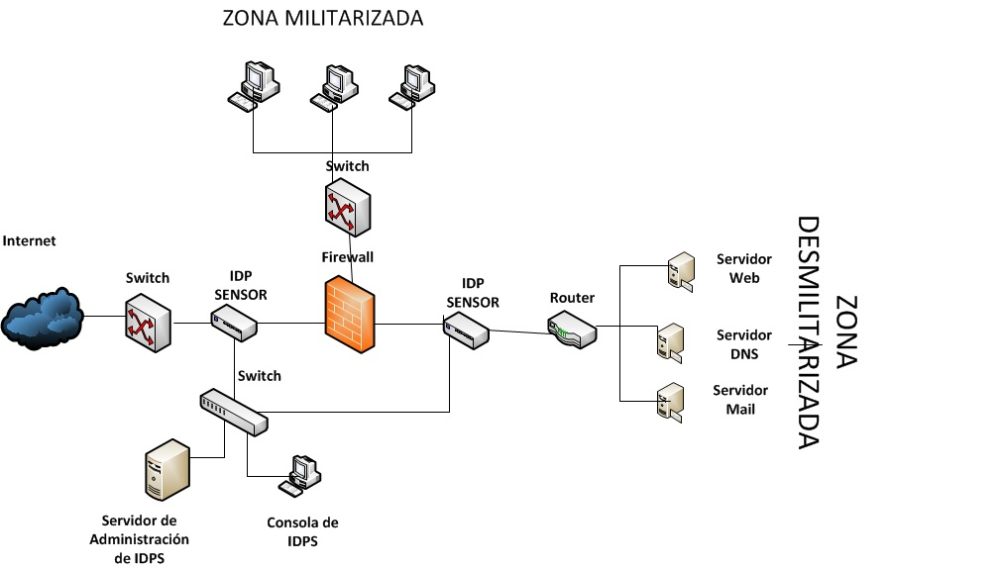 ZONA MILITARIZADA
Switch
Internet
Firewall
Switch
IDP
SENSOR
IDP
SENSOR
Router
Servidor
Web
Servidor
DNS
Servidor
Mail
ZONA
DESMILITARIZADA
Switch
Servidor de
Administración
de IDPS
Consola de
IDPS